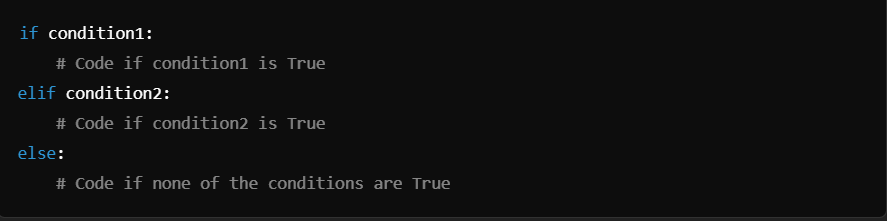 if condition1:
    # Code if condition1 is True
elif condition2:
    # Code if condition2 is True
else:
    # Code if none of the conditions are True